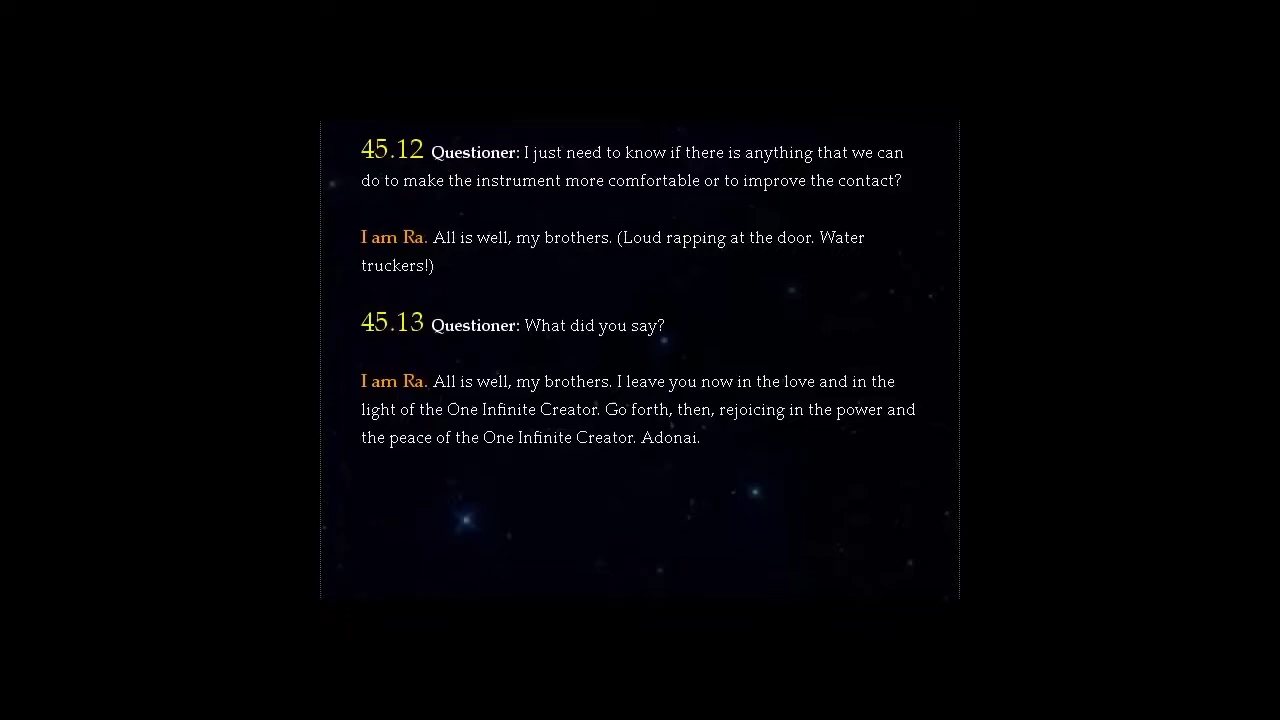 45.12 Questioner: I just need to know if there is anything that we can
do to make the instrument more comfortable or to improve the contact?
I am Ra. All is well, my brothers. (Loud rapping at the door. Water
truckers!)
45.13 Questioner: What did you say?
I am Ra. All is well, my brothers. I leave you now in the love and in the
light of the One Infinite Creator. Go forth, then, rejoicing in the power and
the peace of the One Infinite Creator. Adonai.